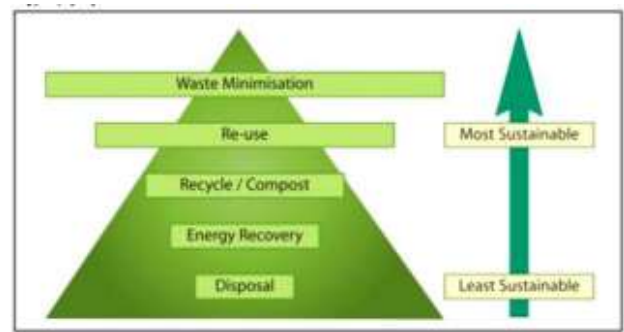 Waste Minimisation
Re-use
Most Sustainable
Recycle / Compost
Energy Recovery
Disposal
Least Sustainable